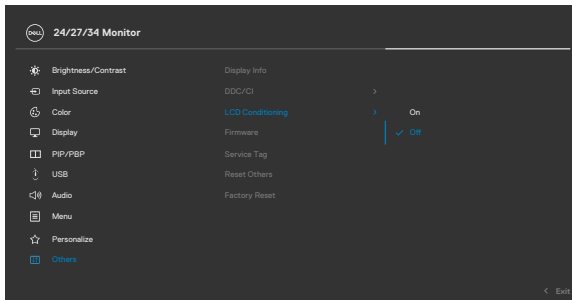 DELL 24/27/34 Monitor
Brightness/Contrast Display Info
Input Source DDC/CI >
Color LCD Conditioning > On
Display Firmware ✓ Off
PIP/PBP Service Tag
USB Reset Others
Audio Factory Reset
Menu
Personalize
Others
< Exit